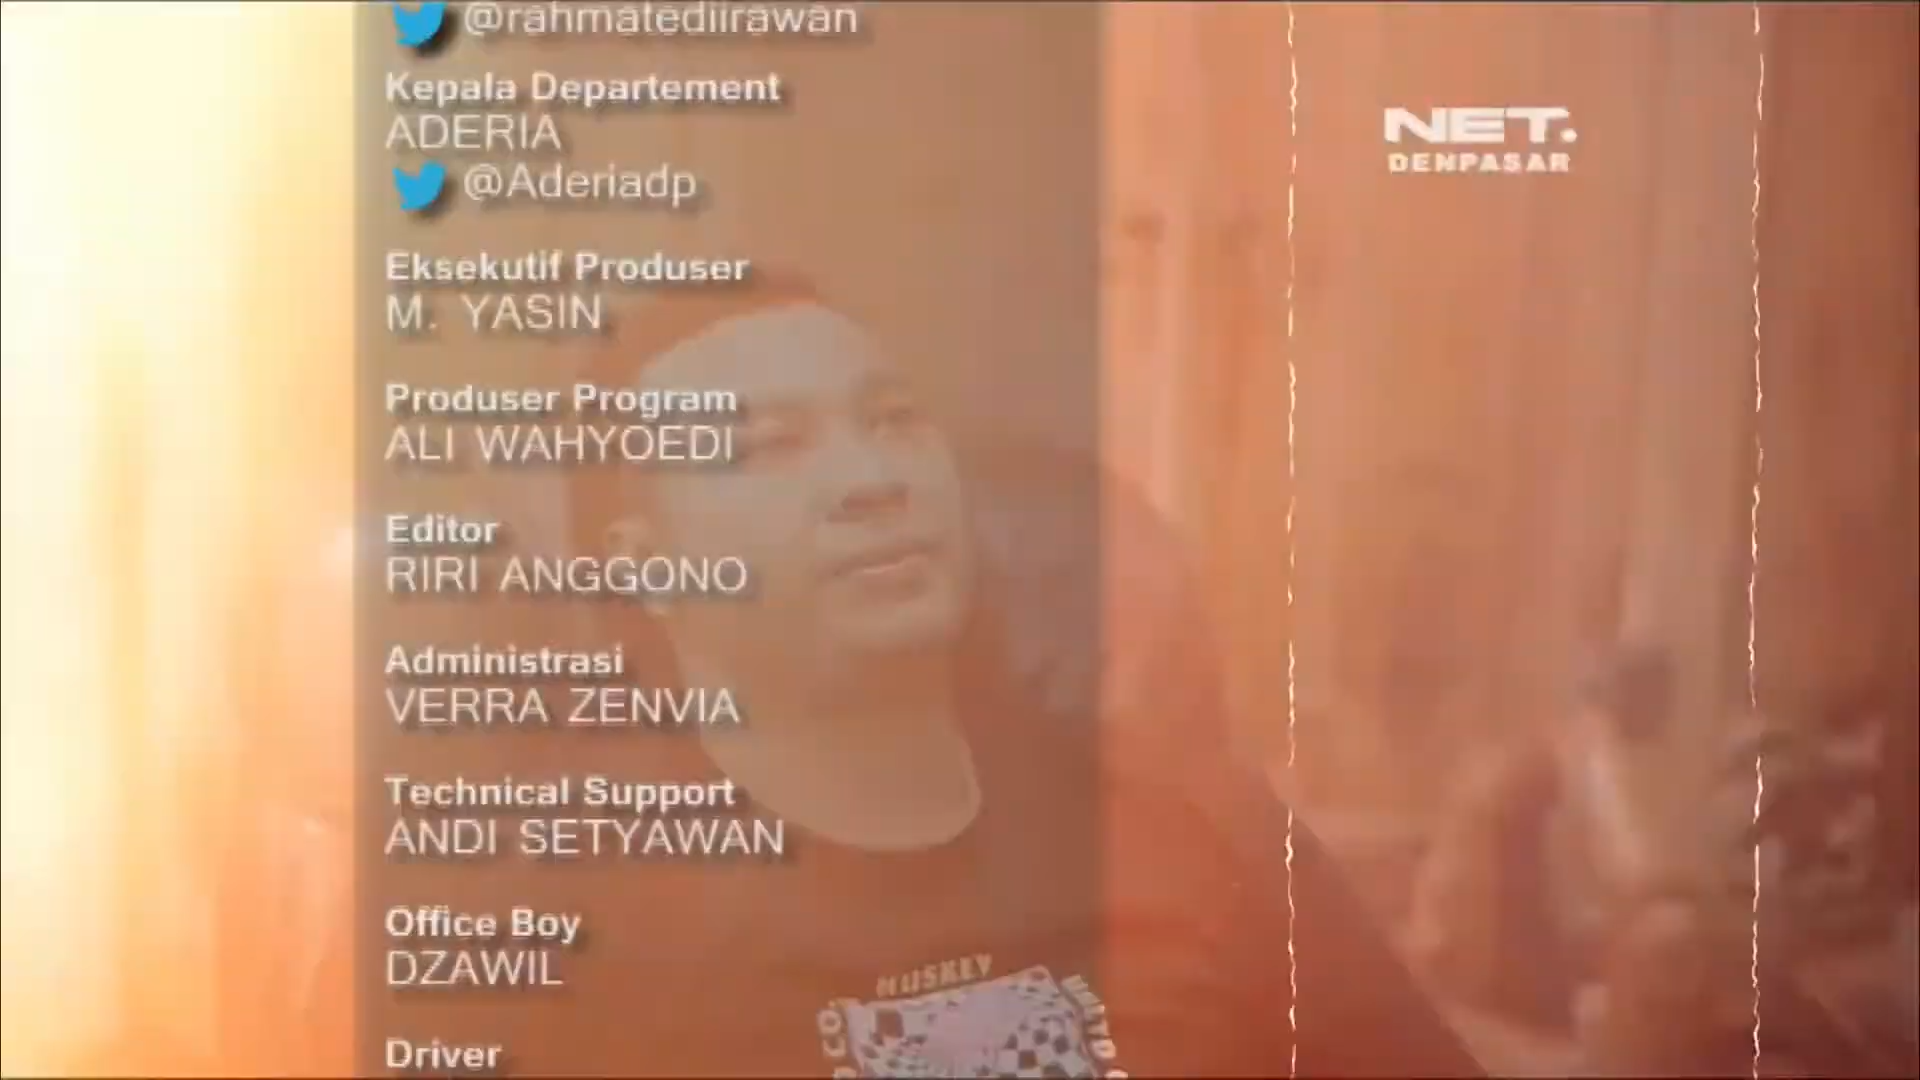 @rahmatediirawan
Kepala Departement
ADERIA
@Aderiadp
Eksekutif Produser
M. YASIN
Produser Program
ALI WAHYOEDI
Editor
RIRI ANGGONO
Administrasi
VERRA ZENVIA
Technical Support
ANDI SETYAWAN
Office Boy
DZAWIL
Driver
NET.
DENPASAR